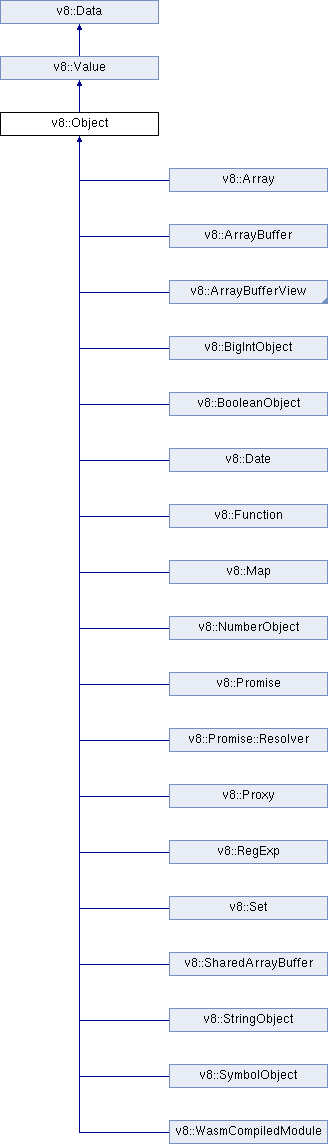 v8::Data
v8::Value
v8::Object
v8::Array
v8::ArrayBuffer
v8::ArrayBufferView
v8::BigIntObject
v8::BooleanObject
v8::Date
v8::Function
v8::Map
v8::NumberObject
v8::Promise
v8::Promise::Resolver
v8::Proxy
v8::RegExp
v8::Set
v8::SharedArrayBuffer
v8::StringObject
v8::SymbolObject
v8::WasmCompiledModule